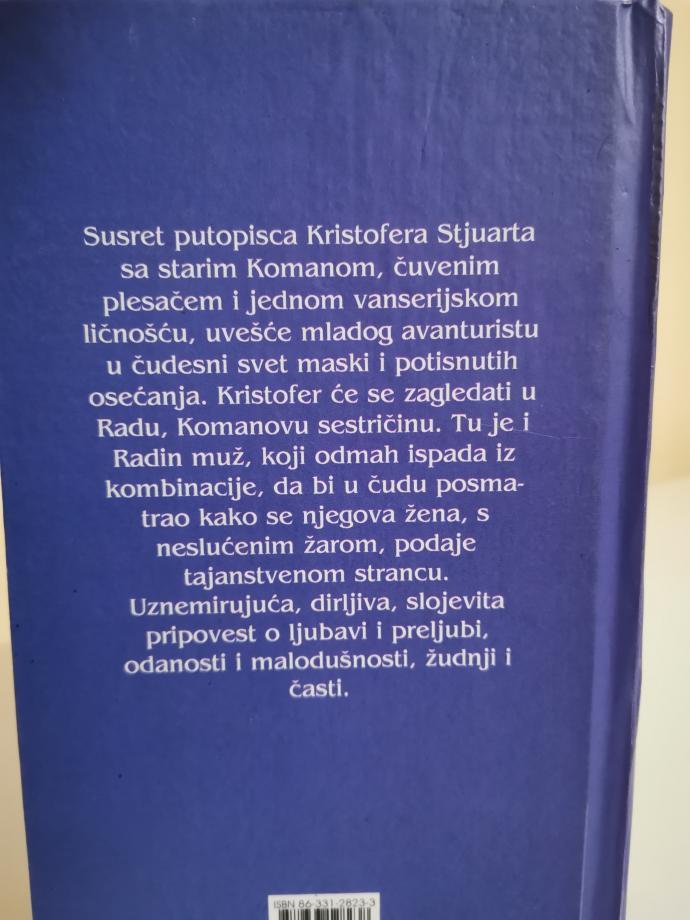 Susret putopisca Kristofera Stjuarta
sa starim Komanom, čuvenim
plesačem i jednom vanserijskom
ličnošću, uvešće mladog avanturistu
u čudesni svet maski i potisnutih
osećanja. Kristofer će se zagledati u
Radu, Komanovu sestričinu. Tu je i
Radin muž, koji odmah ispada iz
kombinacije, da bi u čudu posma-
trao kako se njegova žena, s
neslućenim žarom, podaje
tajanstvenom strancu.
Uznemirujuća, dirljiva, slojevita
pripovest o ljubavi i preljubi,
odanosti i malodušnosti, žudnji i
časti.
ISBN 86-331-2823-3